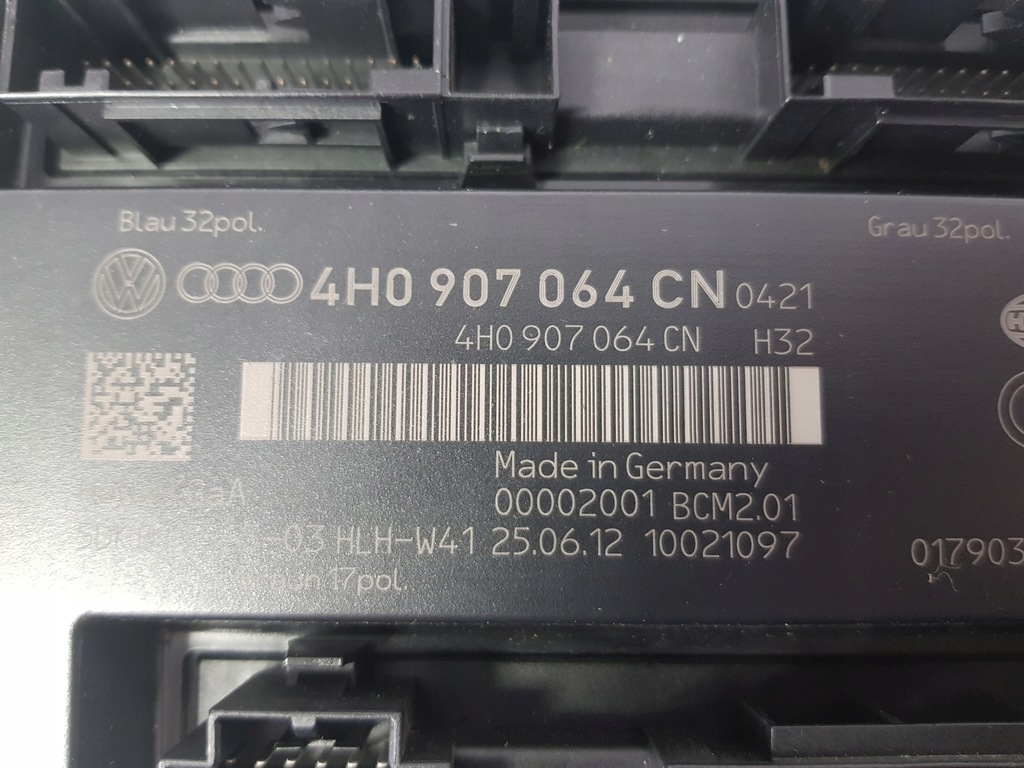 Blau 32pol.
Grau 32pol.
4H0 907 064 CN 0421
4H0 907 064 CN H32
Made in Germany
00002001 BCM2.01
-03 HLH-W41 25.06.12 10021097
017903
17pol.